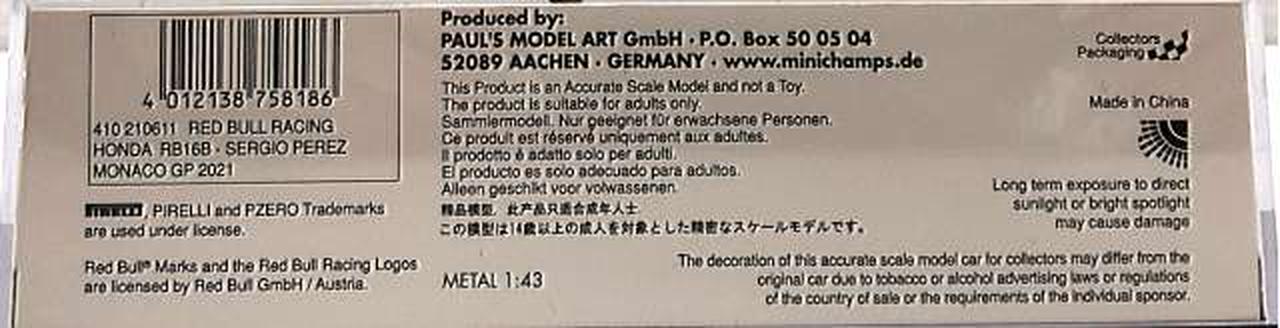 4 012138 758186
410 210611 RED BULL RACING
HONDA RB16B · SERGIO PEREZ
MONACO GP 2021
PIRELLI, PIRELLI and PZERO Trademarks
are used under license.
Red Bull® Marks and the Red Bull Racing Logos
are licensed by Red Bull GmbH / Austria.
Produced by:
PAUL'S MODEL ART GmbH · P.O. Box 50 05 04
52089 AACHEN · GERMANY · www.minichamps.de
This Product is an Accurate Scale Model and not a Toy.
The product is suitable for adults only.
Sammlermodell. Nur geeignet für erwachsene Personen.
Ce produit est réservé uniquement aux adultes.
Il prodotto è adatto solo per adulti.
El producto es solo adecuado para adultos.
Alleen geschikt voor volwassenen.
精品模型，此产品只适合成年人士
この模型は14歳以上の成人を対象とした精密なスケールモデルです。
METAL 1:43
Collectors
Packaging
Made in China
Long term exposure to direct
sunlight or bright spotlight
may cause damage
The decoration of this accurate scale model car for collectors may differ from the
original car due to tobacco or alcohol advertising laws or regulations
of the country of sale or the requirements of the individual sponsor.